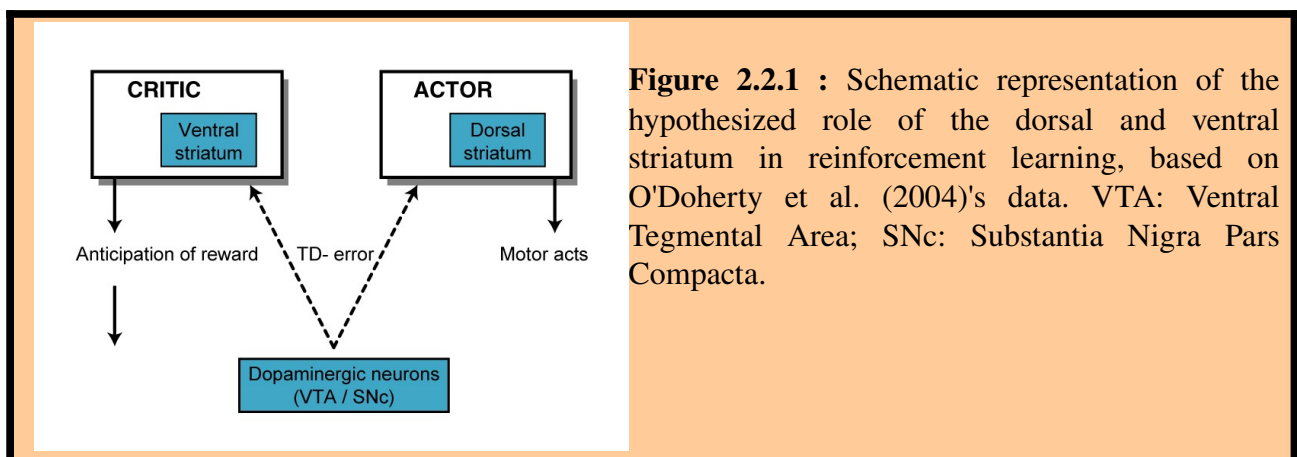 CRITIC
Ventral
striatum
ACTOR
Dorsal
striatum
Anticipation of reward
TD- error
Motor acts
Dopaminergic neurons
(VTA / SNc)
Figure 2.2.1 : Schematic representation of the
hypothesized role of the dorsal and ventral
striatum in reinforcement learning, based on
O'Doherty et al. (2004)'s data. VTA: Ventral
Tegmental Area; SNc: Substantia Nigra Pars
Compacta.